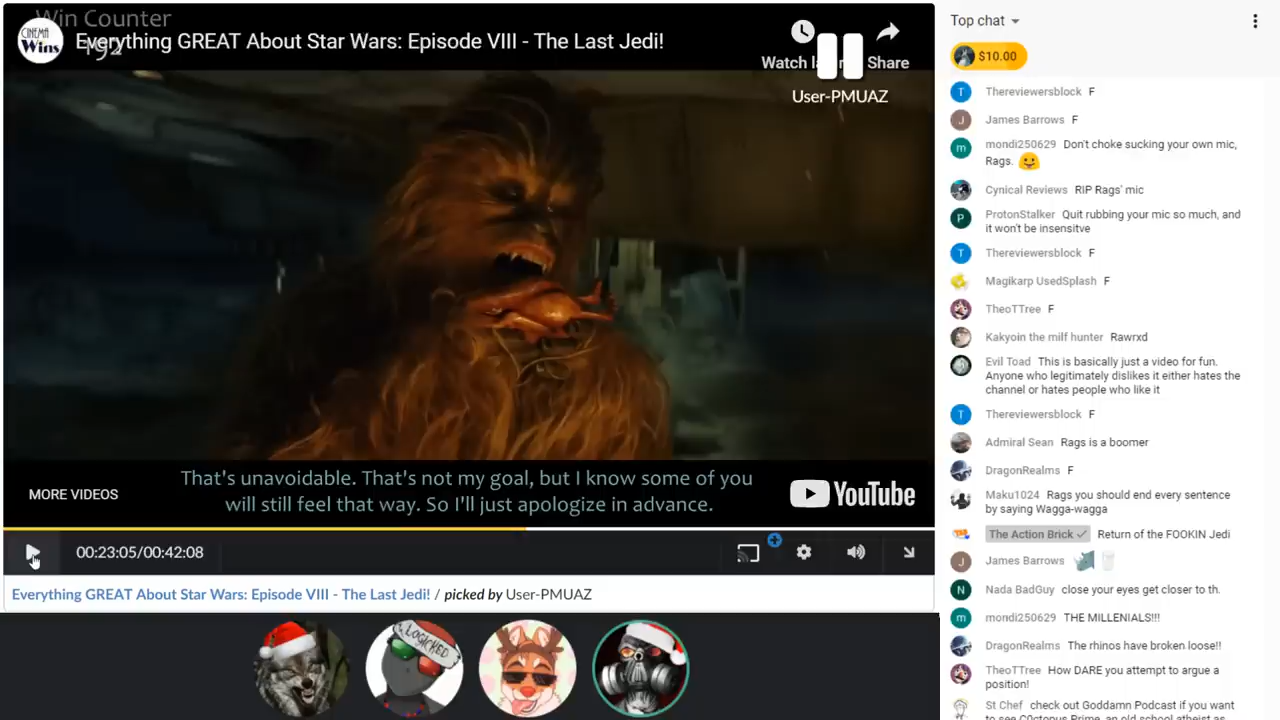 Win Counter
192
CINEMA
Wins
Everything GREAT About Star Wars: Episode VIII - The Last Jedi!
Share
User-PMUAZ
That's unavoidable. That's not my goal, but I know some of you
will still feel that way. So I'll just apologize in advance.
MORE VIDEOS
YouTube
00:23:05/00:42:08
Everything GREAT About Star Wars: Episode VIII - The Last Jedi! / picked by User-PMUAZ
LOGICKED
Top chat
$10.00
T Thereviewersblock F
J James Barrows F
m mondi250629 Don't choke sucking your own mic,
Rags.
Cynical Reviews RIP Rags' mic
P ProtonStalker Quit rubbing your mic so much, and
it won't be insensitve
T Thereviewersblock F
Magikarp UsedSplash F
TheoTTree F
Kakyoin the milf hunter Rawrxd
Evil Toad This is basically just a video for fun.
Anyone who legitimately dislikes it either hates the
channel or hates people who like it
T Thereviewersblock F
Admiral Sean Rags is a boomer
DragonRealms F
Maku1024 Rags you should end every sentence
by saying Wagga-wagga
The Action Brick Return of the FOOKIN Jedi
J James Barrows
N Nada BadGuy close your eyes get closer to th.
m mondi250629 THE MILLENIALS!!!
DragonRealms The rhinos have broken loose!!
TheoTTree How DARE you attempt to argue a
position!
St Chef check out Goddamn Podcast if you want
to see C0ctopus Prime, an old school atheist as